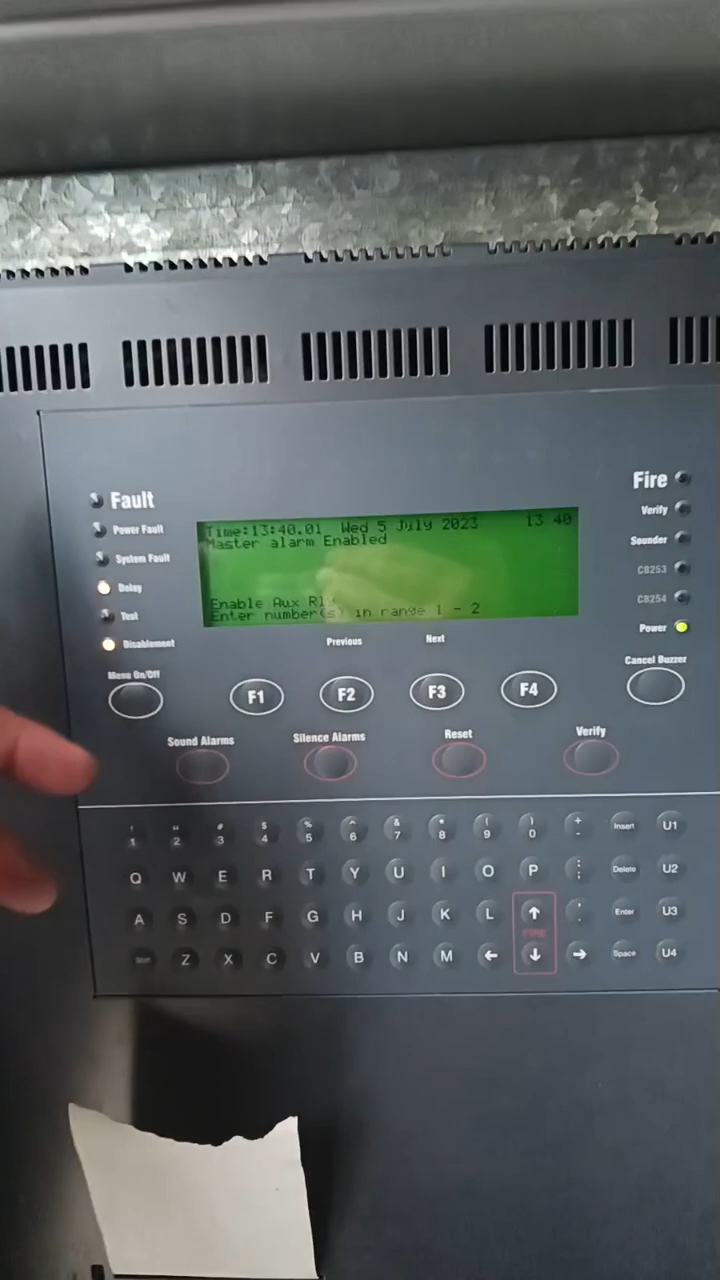 Fault
Fire
Power Fault
Verify
Time:13:40.01 Wed 5 July 2023 13 40
Master alarm Enabled
System Fault
Sounder
CB253
Delay
CB254
Enable Aux
Enter number(s) in range 1 - 2
Test
Power
Disablement
Previous Next
Menu On/Off
Cancel Buzzer
F1 F2 F3 F4
Sound Alarms Silence Alarms Reset Verify
! " # $ % ^ & * ( ) +
1 2 3 4 5 6 7 8 9 0 - Insert U1
Q W E R T Y U I O P : Delete U2
A S D F G H J K L ↑ Enter U3
FIRE
Z X C V B N M ← ↓ → Space U4